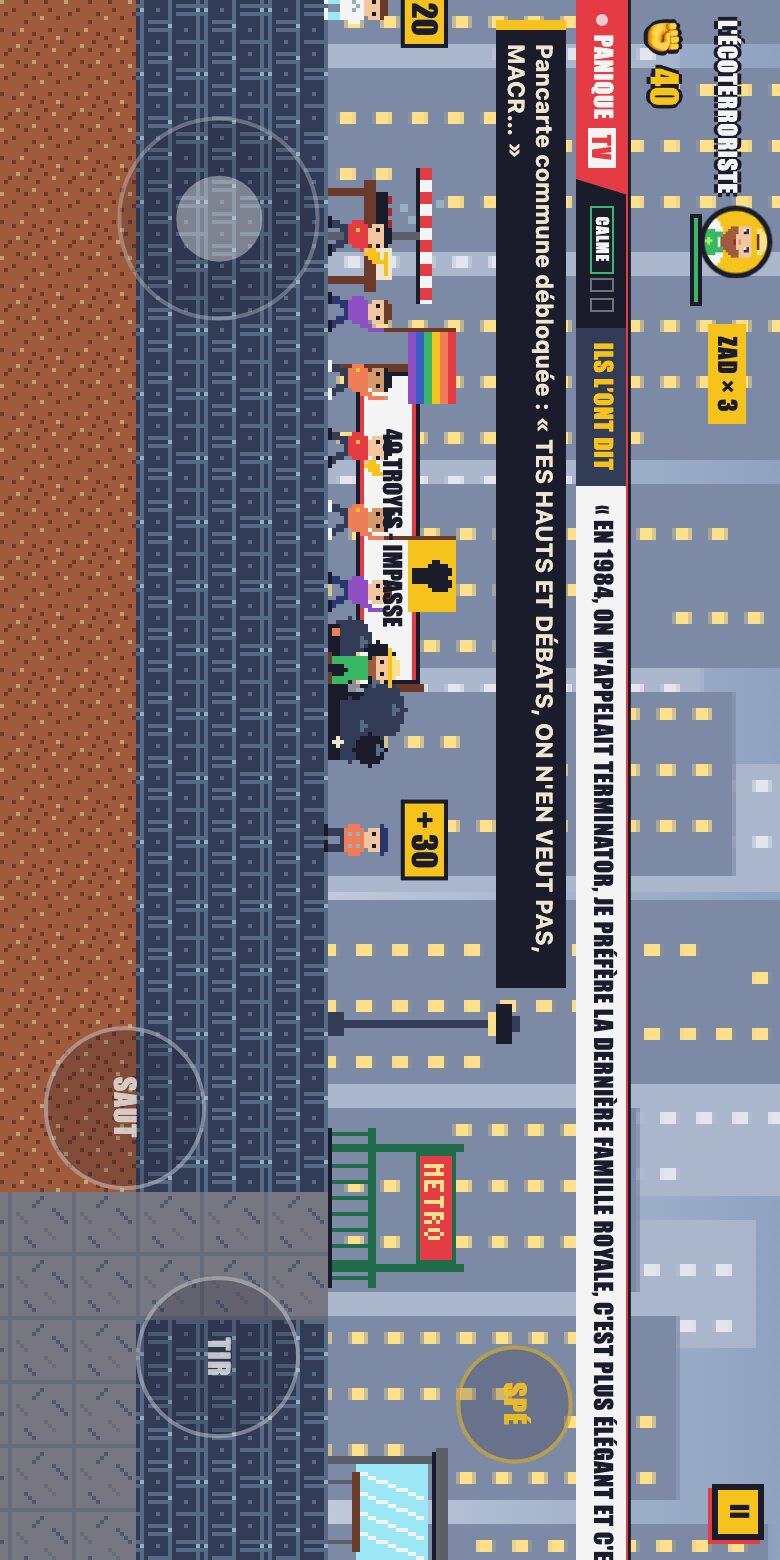 L'ÉCOTERRORISTE
ZAD × 3
40
PANIQUE TV
CALME
ILS L'ONT DIT
« EN 1984, ON M'APPELAIT TERMINATOR, JE PRÉFÈRE LA DERNIÈRE FAMILLE ROYALE, C'EST PLUS ÉLÉGANT ET C'E
Pancarte commune débloquée : « TES HAUTS ET DÉBATS, ON N'EN VEUT PAS,
MACR... »
20
+ 30
49.TROYES - IMPASSE
METRO
SPÉ
TIR
SAUT